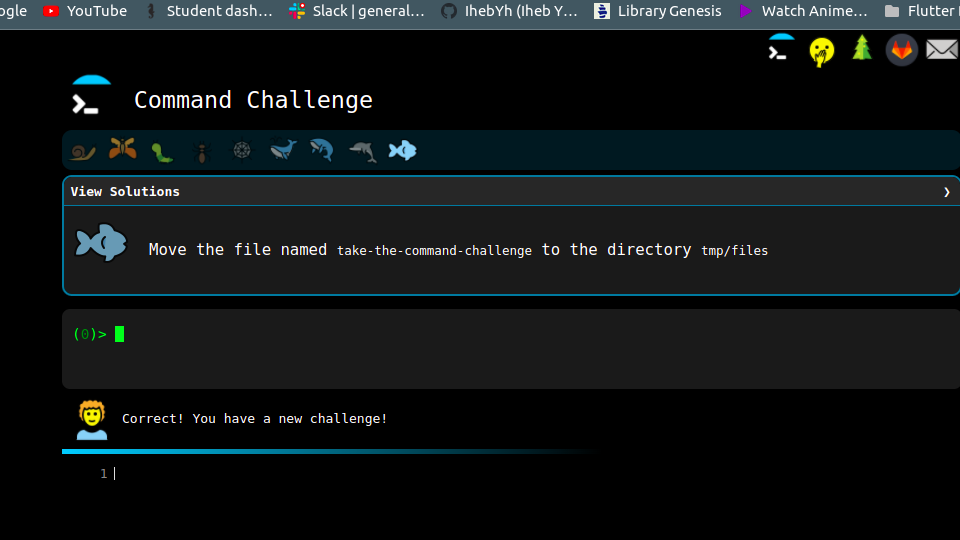 ogle YouTube Student dash... Slack | general... IhebYh (Iheb Y... Library Genesis Watch Anime... Flutter
Command Challenge
View Solutions ❯
Move the file named take-the-command-challenge to the directory tmp/files
(0)>
Correct! You have a new challenge!
1